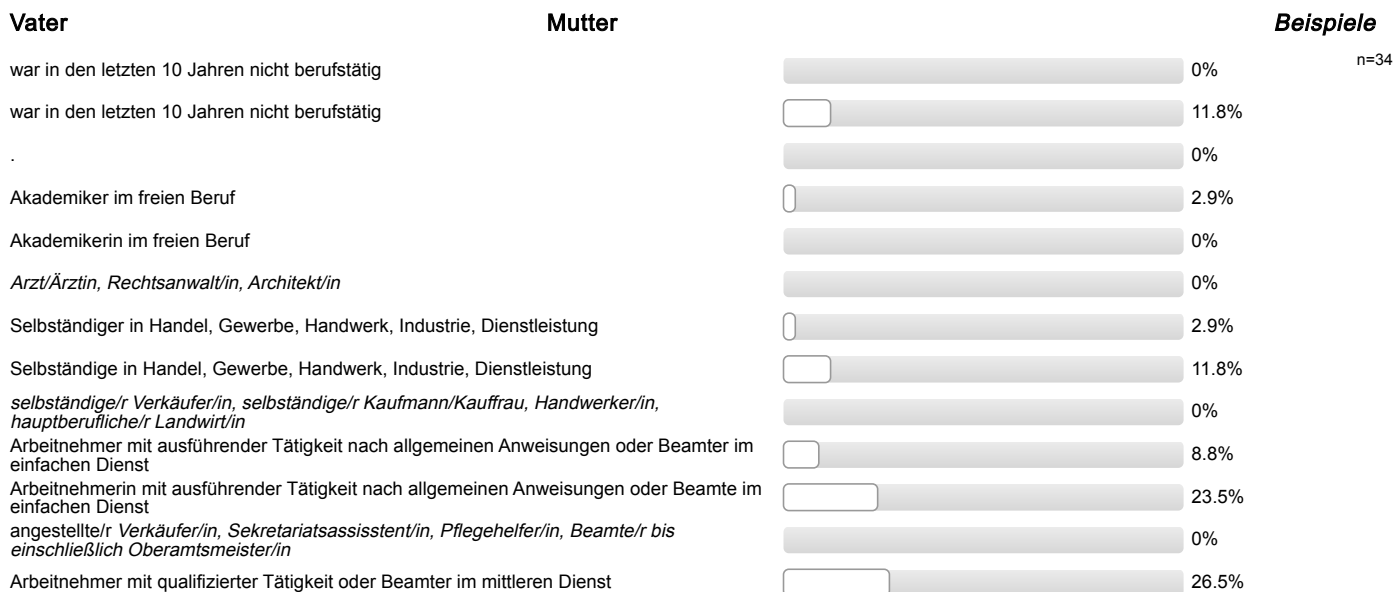 Vater Mutter Beispiele
n=34
war in den letzten 10 Jahren nicht berufstätig 0%
war in den letzten 10 Jahren nicht berufstätig 11.8%
. 0%
Akademiker im freien Beruf 2.9%
Akademikerin im freien Beruf 0%
Arzt/Ärztin, Rechtsanwalt/in, Architekt/in 0%
Selbständiger in Handel, Gewerbe, Handwerk, Industrie, Dienstleistung 2.9%
Selbständige in Handel, Gewerbe, Handwerk, Industrie, Dienstleistung 11.8%
selbständige/r Verkäufer/in, selbständige/r Kaufmann/Kauffrau, Handwerker/in,
hauptberufliche/r Landwirt/in 0%
Arbeitnehmer mit ausführender Tätigkeit nach allgemeinen Anweisungen oder Beamter im
einfachen Dienst 8.8%
Arbeitnehmerin mit ausführender Tätigkeit nach allgemeinen Anweisungen oder Beamte im
einfachen Dienst 23.5%
angestellte/r Verkäufer/in, Sekretariatsassisstent/in, Pflegehelfer/in, Beamte/r bis
einschließlich Oberamtsmeister/in 0%
Arbeitnehmer mit qualifizierter Tätigkeit oder Beamter im mittleren Dienst 26.5%